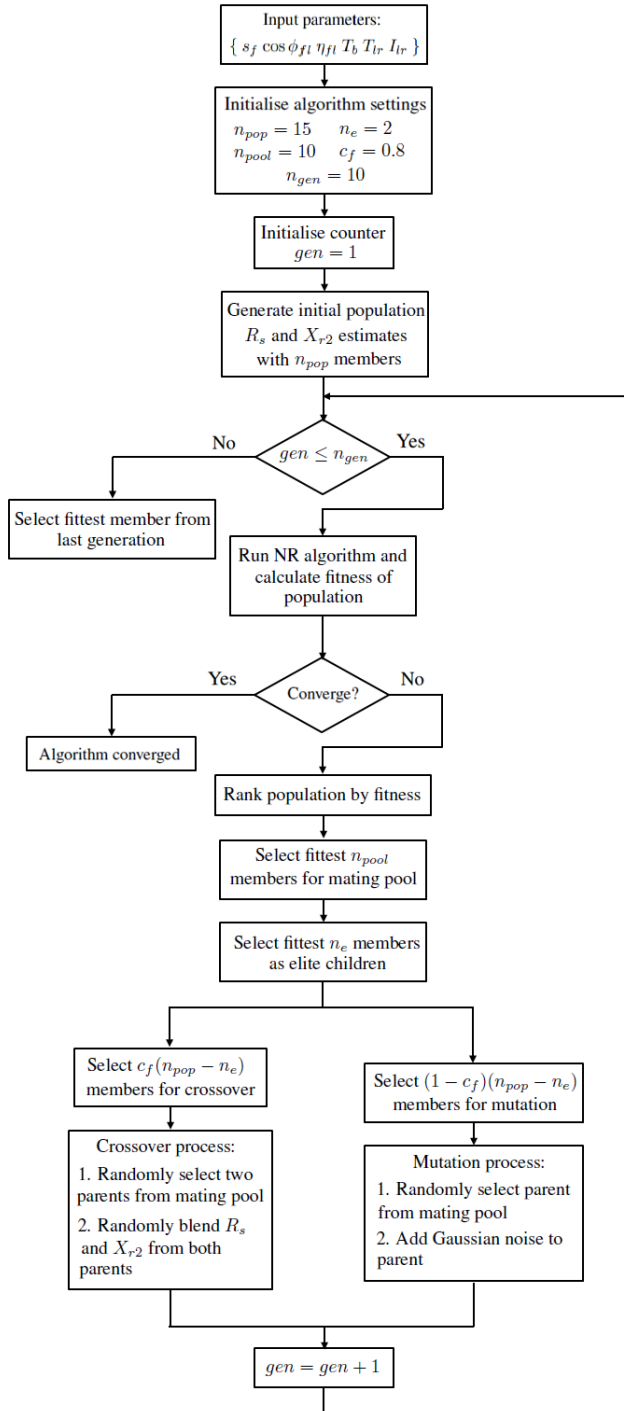 Input parameters:
{ s_f cos ϕ_fl η_fl T_b T_lr I_lr }
Initialise algorithm settings
n_pop = 15 n_e = 2
n_pool = 10 c_f = 0.8
n_gen = 10
Initialise counter
gen = 1
Generate initial population
R_s and X_r2 estimates
with n_pop members
No
Yes
gen ≤ n_gen
Select fittest member from
last generation
Run NR algorithm and
calculate fitness of
population
Yes
No
Converge?
Algorithm converged
Rank population by fitness
Select fittest n_pool
members for mating pool
Select fittest n_e members
as elite children
Select c_f(n_pop − n_e)
members for crossover
Select (1 − c_f)(n_pop − n_e)
members for mutation
Crossover process:
1. Randomly select two
parents from mating pool
2. Randomly blend R_s
and X_r2 from both
parents
Mutation process:
1. Randomly select parent
from mating pool
2. Add Gaussian noise to
parent
gen = gen + 1